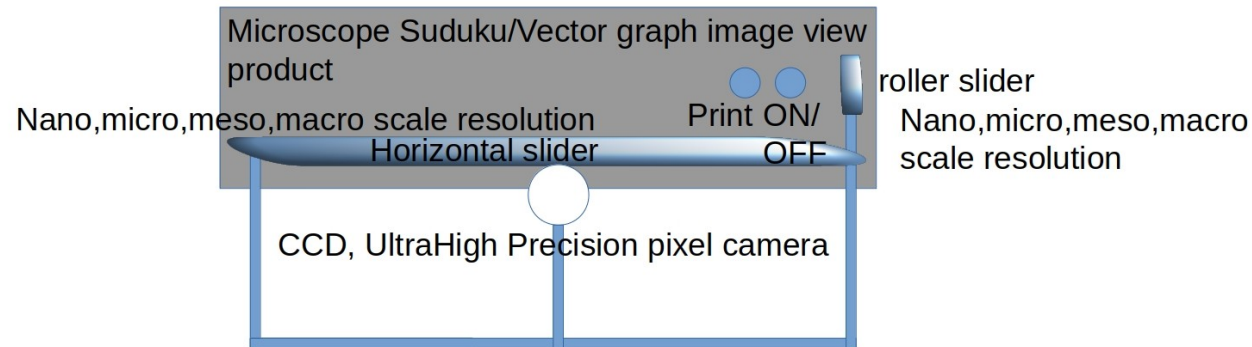 Microscope Suduku/Vector graph image view
product
roller slider
Nano,micro,meso,macro scale resolution
Print ON/
OFF
Nano,micro,meso,macro
scale resolution
Horizontal slider
CCD, UltraHigh Precision pixel camera